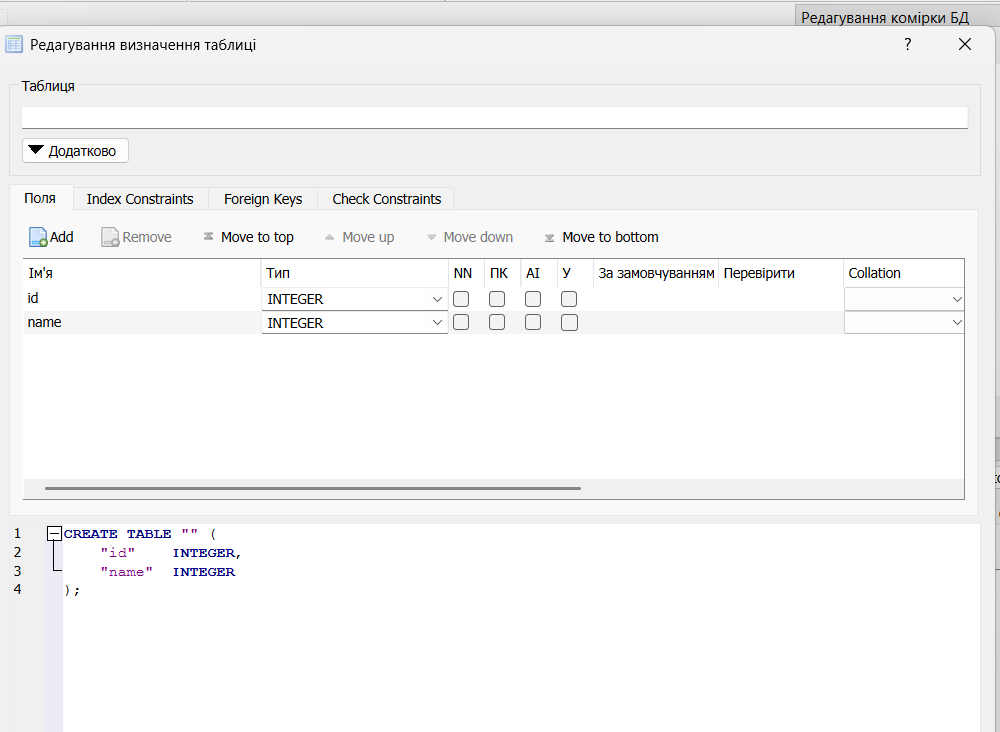 Редагування комірки БД
Редагування визначення таблиці ?
Таблиця
Додатково
Поля Index Constraints Foreign Keys Check Constraints
Add Remove Move to top Move up Move down Move to bottom
Ім'я Тип NN ПК AI У За замовчуванням Перевірити Collation
id INTEGER
name INTEGER
1 CREATE TABLE "" (
2 "id" INTEGER,
3 "name" INTEGER
4 );